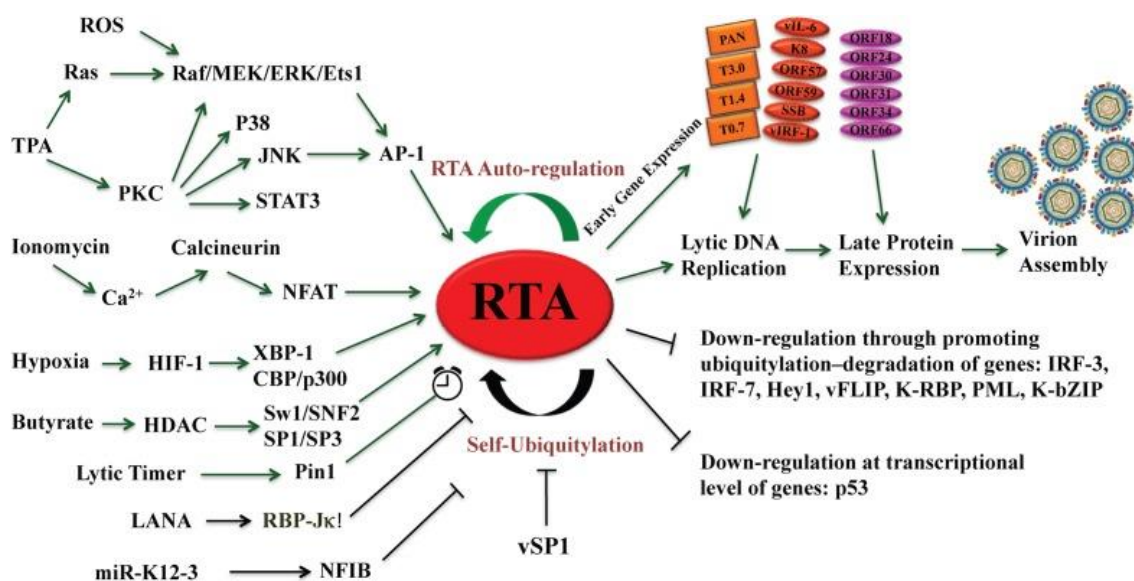 ROS
Ras
Raf/MEK/ERK/Ets1
TPA
P38
JNK
AP-1
PKC
STAT3
Ionomycin
Calcineurin
Ca²⁺
NFAT
Hypoxia
HIF-1
XBP-1
CBP/p300
Butyrate
HDAC
Sw1/SNF2
SP1/SP3
Lytic Timer
Pin1
LANA
RBP-Jκ!
miR-K12-3
NFIB
RTA Auto-regulation
RTA
Self-Ubiquitylation
vSP1
Early Gene Expression
PAN
T3.0
T1.4
T0.7
vIL-6
K8
ORF57
ORF59
SSB
vIRF-1
ORF18
ORF24
ORF30
ORF31
ORF34
ORF66
Lytic DNA
Replication
Late Protein
Expression
Virion
Assembly
Down-regulation through promoting
ubiquitylation–degradation of genes: IRF-3,
IRF-7, Hey1, vFLIP, K-RBP, PML, K-bZIP
Down-regulation at transcriptional
level of genes: p53